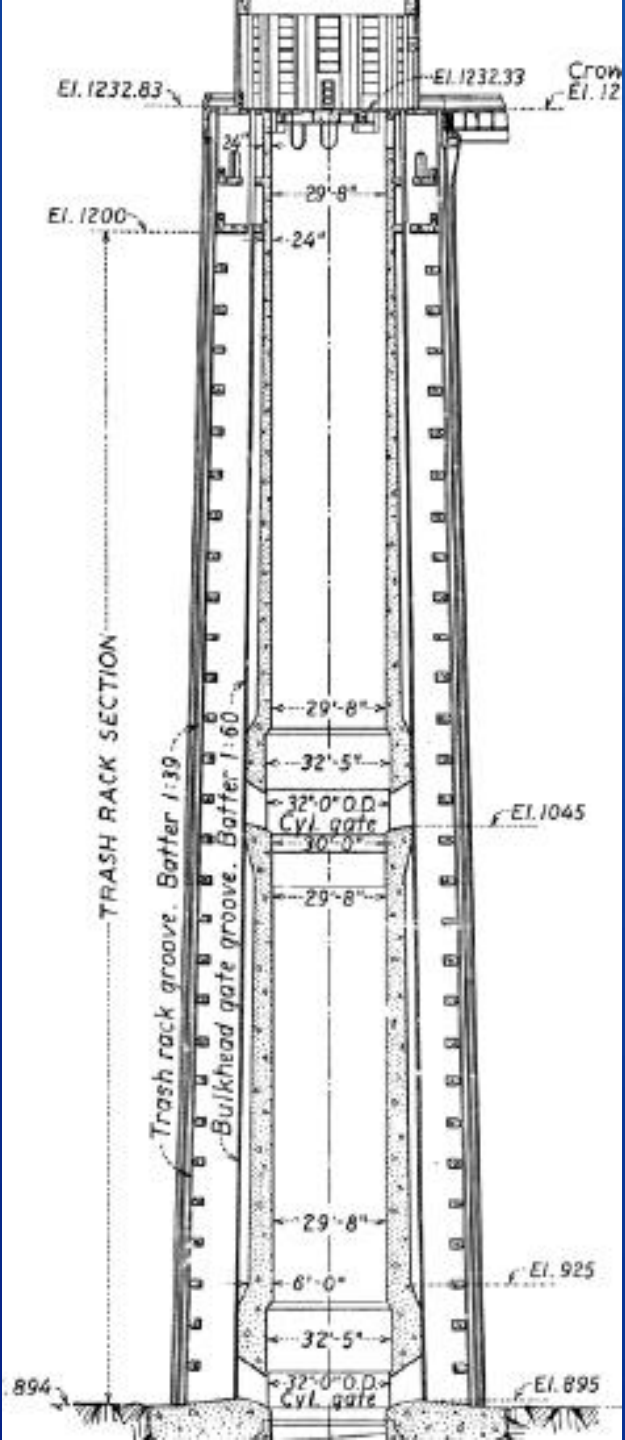 El. 1232.83
El. 1232.33
Crow
El. 12
24"
29'-8"
El. 1200
24"
TRASH RACK SECTION
Trash rack groove. Batter 1:39
Bulkhead gate groove. Batter 1:60
29'-8"
32'-5"
32'-0" O.D.
Cyl. gate
El. 1045
30'-0"
29'-8"
29'-8"
6'-0"
El. 925
32'-5"
32'-0" O.D.
Cyl. gate
. 894
El. 895